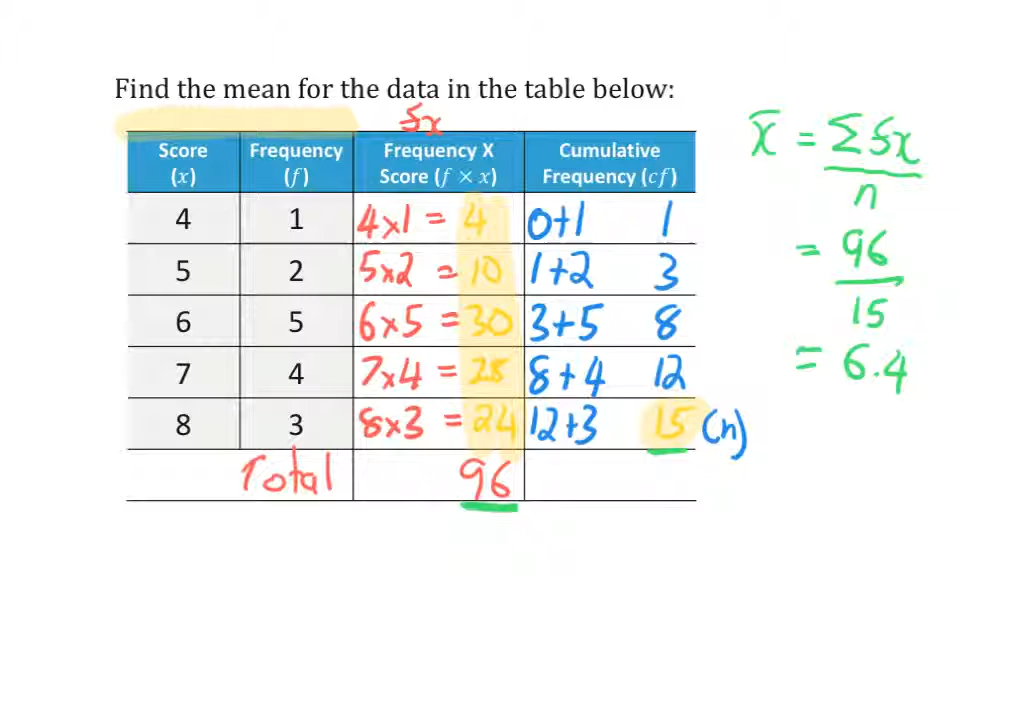 Find the mean for the data in the table below:
fx
Score (x) Frequency (f) Frequency X Score (f × x) Cumulative Frequency (cf)
4 1 4x1 = 4 0+1 1
5 2 5x2 = 10 1+2 3
6 5 6x5 = 30 3+5 8
7 4 7x4 = 28 8+4 12
8 3 8x3 = 24 12+3 15 (n)
Total 96
x̄ = Σfx
n
= 96
15
= 6.4